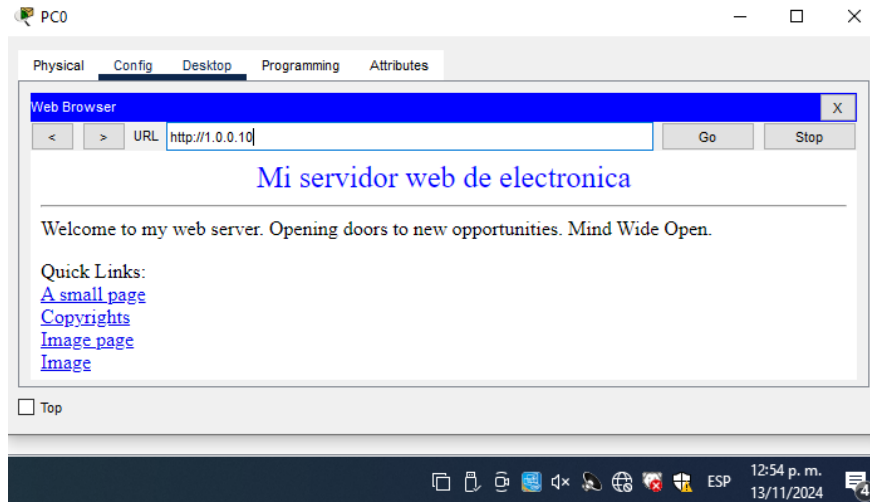 PC0
Physical Config Desktop Programming Attributes
Web Browser X
< > URL http://1.0.0.10 Go Stop
Mi servidor web de electronica
Welcome to my web server. Opening doors to new opportunities. Mind Wide Open.
Quick Links:
A small page
Copyrights
Image page
Image
Top
ESP 12:54 p. m.
13/11/2024 4